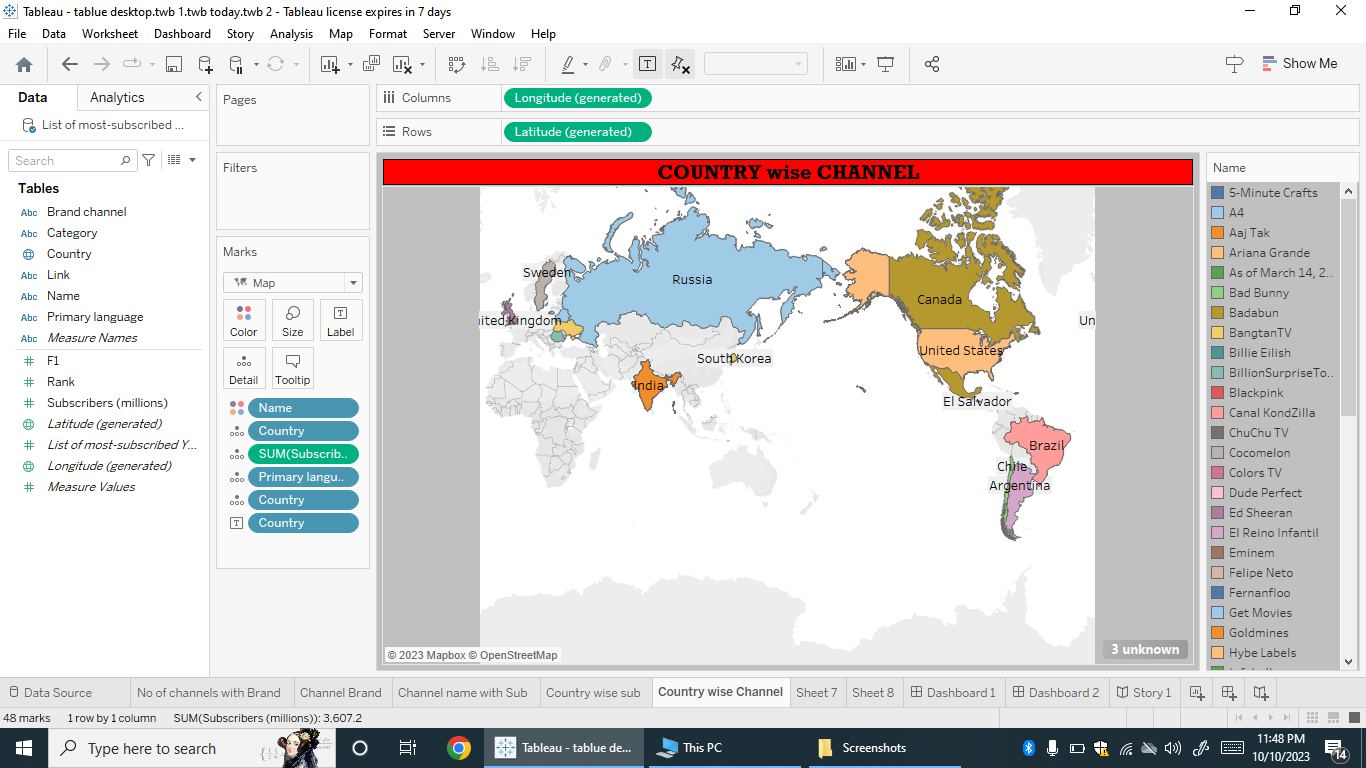 Tableau - tablue desktop.twb 1.twb today.twb 2 - Tableau license expires in 7 days
File Data Worksheet Dashboard Story Analysis Map Format Server Window Help
Show Me
Data Analytics
List of most-subscribed ...
Search
Tables
Abc Brand channel
Abc Category
Country
Abc Link
Abc Name
Abc Primary language
Abc Measure Names
F1
Rank
Subscribers (millions)
Latitude (generated)
List of most-subscribed Y...
Longitude (generated)
Measure Values
Pages
Filters
Marks
Map
Color Size Label
Detail Tooltip
Name
Country
SUM(Subscrib..
Primary langu..
Country
Country
Columns Longitude (generated)
Rows Latitude (generated)
COUNTRY wise CHANNEL
Sweden
Russia
Canada
ited Kingdom
Un
United States
South Korea
India
El Salvador
Brazil
Chile
Argentina
© 2023 Mapbox © OpenStreetMap
3 unknown
Name
5-Minute Crafts
A4
Aaj Tak
Ariana Grande
As of March 14, 2..
Bad Bunny
Badabun
BangtanTV
Billie Eilish
BillionSurpriseTo..
Blackpink
Canal KondZilla
ChuChu TV
Cocomelon
Colors TV
Dude Perfect
Ed Sheeran
El Reino Infantil
Eminem
Felipe Neto
Fernanfloo
Get Movies
Goldmines
Hybe Labels
Data Source No of channels with Brand Channel Brand Channel name with Sub Country wise sub Country wise Channel Sheet 7 Sheet 8 Dashboard 1 Dashboard 2 Story 1
48 marks 1 row by 1 column SUM(Subscribers (millions)): 3,607.2
Type here to search
Tableau - tablue de...
This PC
Screenshots
11:48 PM
10/10/2023
14